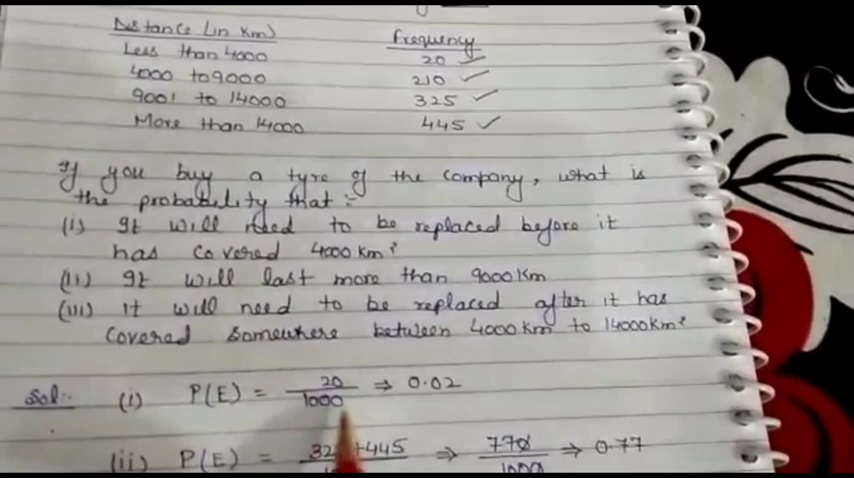 Distance (in Km) Frequency
Less than 4000 20
4000 to 9000 210
9001 to 14000 325
More than 14000 445
If you buy a tyre of the company, what is
the probability that :-
(i) It will need to be replaced before it
has covered 4000 km?
(ii) It will last more than 9000 Km
(iii) it will need to be replaced after it has
covered somewhere between 4000 km to 14000 km?
Sol:- (i) P(E) = 20/1000 ⇒ 0.02
(ii) P(E) = 325+445 ⇒ 770/1000 ⇒ 0.77